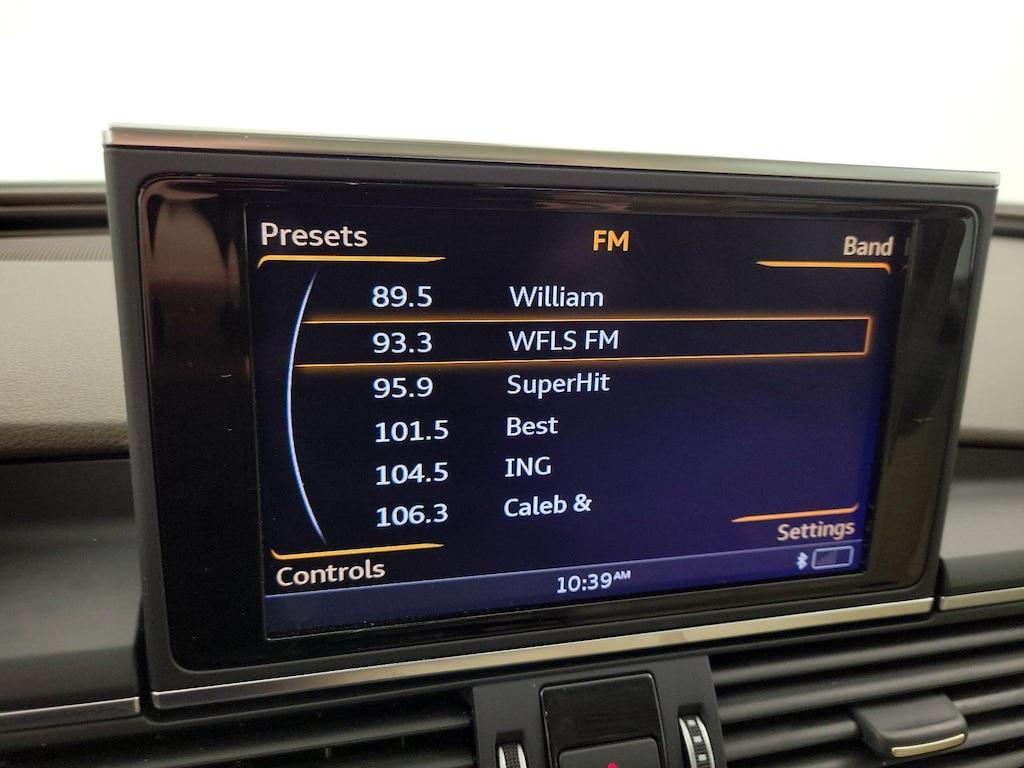 Presets FM Band
89.5 William
93.3 WFLS FM
95.9 SuperHit
101.5 Best
104.5 ING
106.3 Caleb &
Settings
Controls
10:39AM